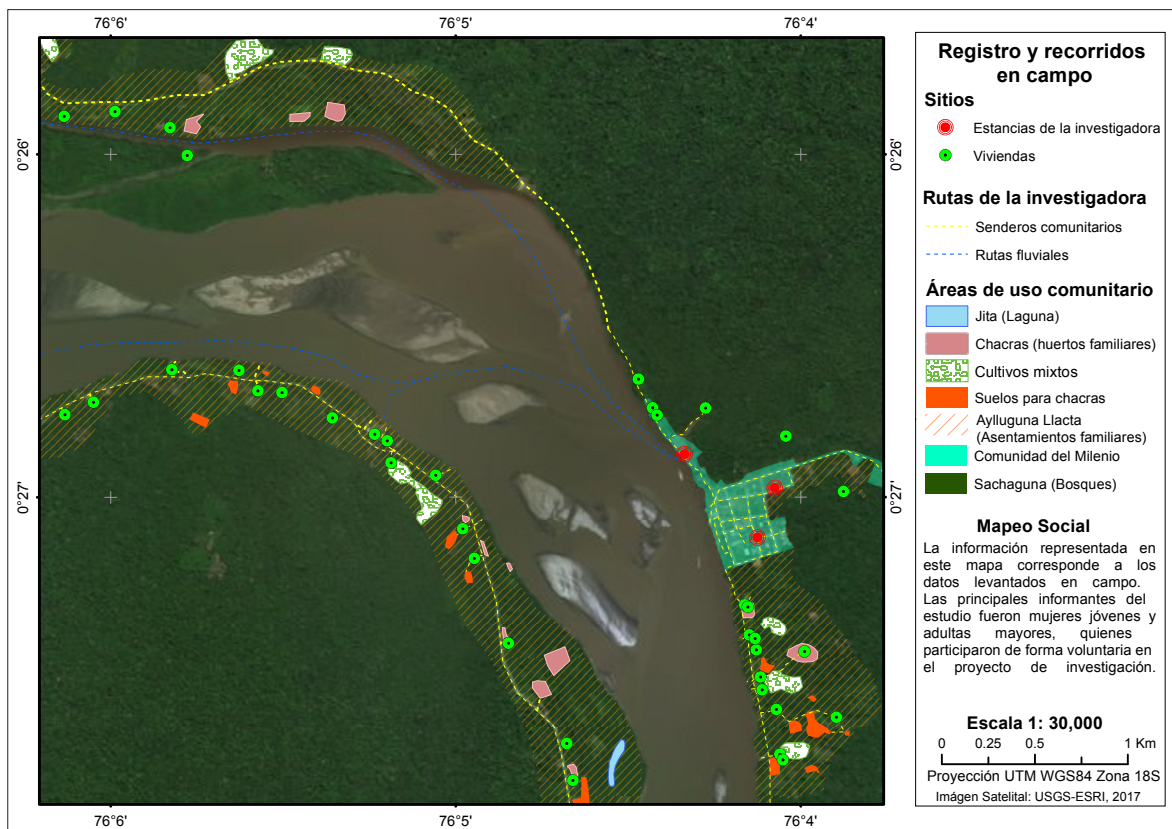 76°6'
76°5'
76°4'
0°26'
0°26'
0°27'
0°27'
76°6'
76°5'
76°4'
Registro y recorridos
en campo
Sitios
Estancias de la investigadora
Viviendas
Rutas de la investigadora
Senderos comunitarios
Rutas fluviales
Áreas de uso comunitario
Jita (Laguna)
Chacras (huertos familiares)
Cultivos mixtos
Suelos para chacras
Aylluguna Llacta
(Asentamientos familiares)
Comunidad del Milenio
Sachaguna (Bosques)
Mapeo Social
La información representada en
este mapa corresponde a los
datos levantados en campo.
Las principales informantes del
estudio fueron mujeres jóvenes y
adultas mayores, quienes
participaron de forma voluntaria en
el proyecto de investigación.
Escala 1: 30,000
0 0.25 0.5 1 Km
Proyección UTM WGS84 Zona 18S
Imágen Satelital: USGS-ESRI, 2017